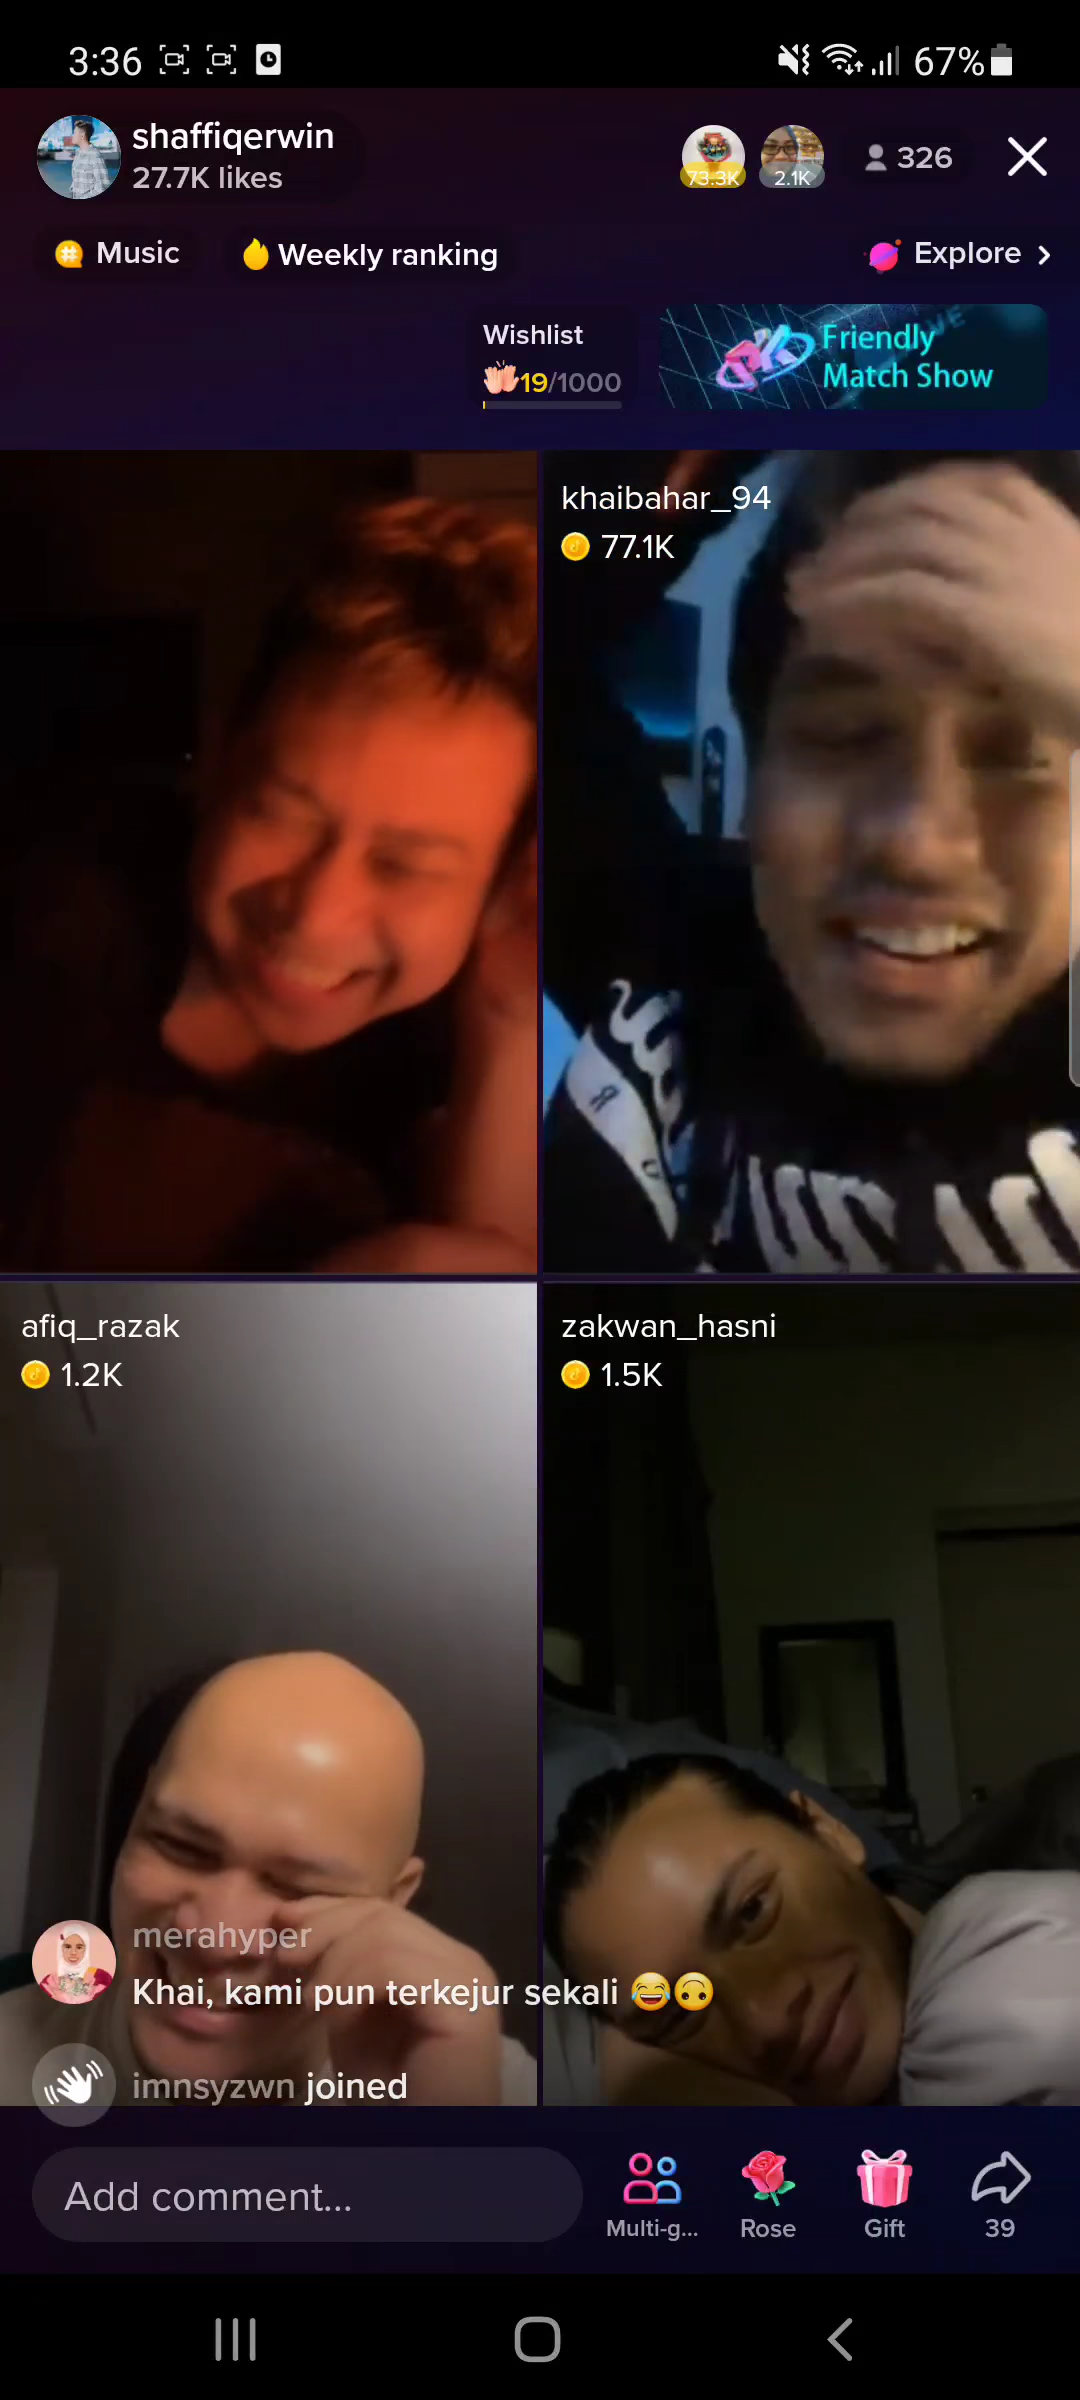 3:36
67%
shaffiqerwin
27.7K likes
73.3K
2.1K
326
Music
Weekly ranking
Explore
Wishlist
19/1000
Friendly
Match Show
khaibahar_94
77.1K
afiq_razak
1.2K
zakwan_hasni
1.5K
merahyper
Khai, kami pun terkejur sekali 😂🙃
imnsyzwn joined
Add comment...
Multi-g...
Rose
Gift
39